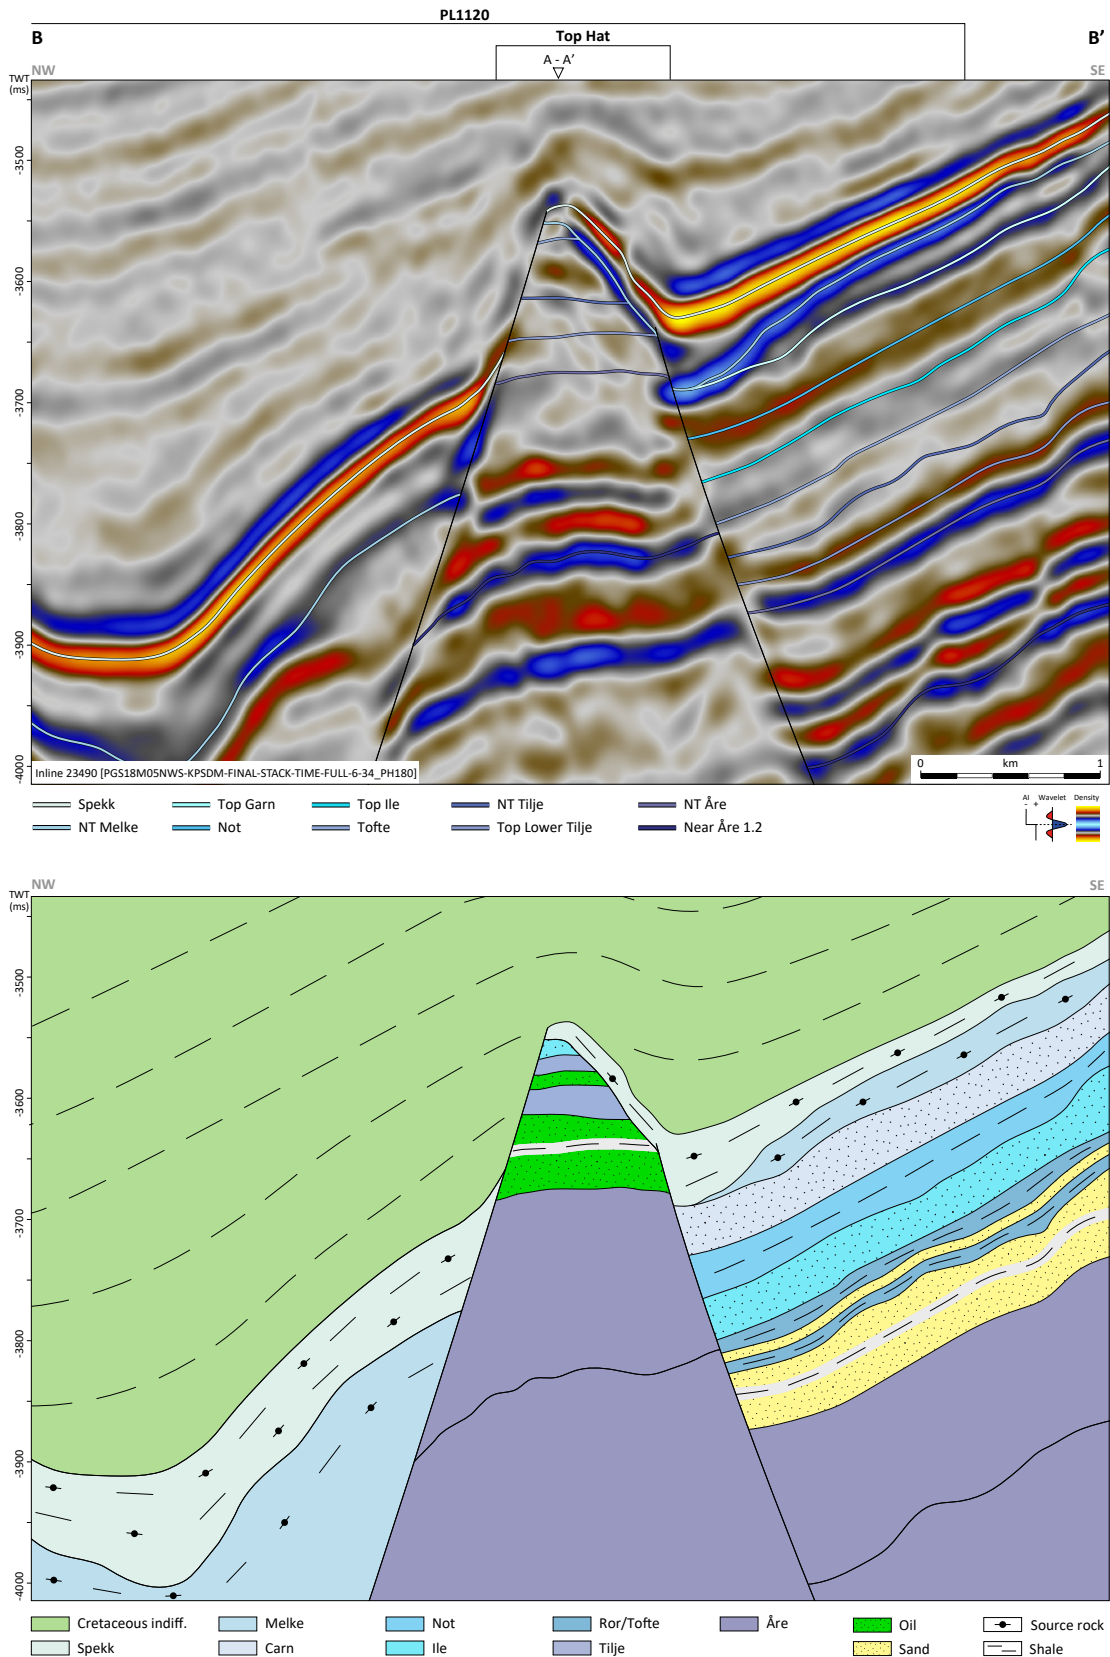 PL1120
B Top Hat B’
A - A’
NW SE
TWT
(ms)
-3500
-3600
-3700
-3800
-3900
-4000
Inline 23490 [PGS18M05NWS-KPSDM-FINAL-STACK-TIME-FULL-6-34_PH180]
0 km 1
Spekk Top Garn Top Ile NT Tilje NT Åre
NT Melke Not Tofte Top Lower Tilje Near Åre 1.2
AI Wavelet Density
- +
NW SE
TWT
(ms)
-3500
-3600
-3700
-3800
-3900
-4000
Cretaceous indiff. Melke Not Ror/Tofte Åre Oil Source rock
Spekk Carn Ile Tilje Sand Shale